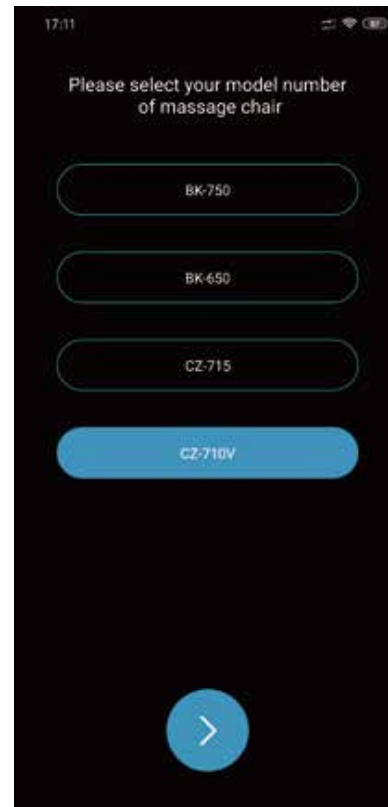 17:11
Please select your model number
of massage chair
BK-750
BK-650
CZ-715
CZ-710V